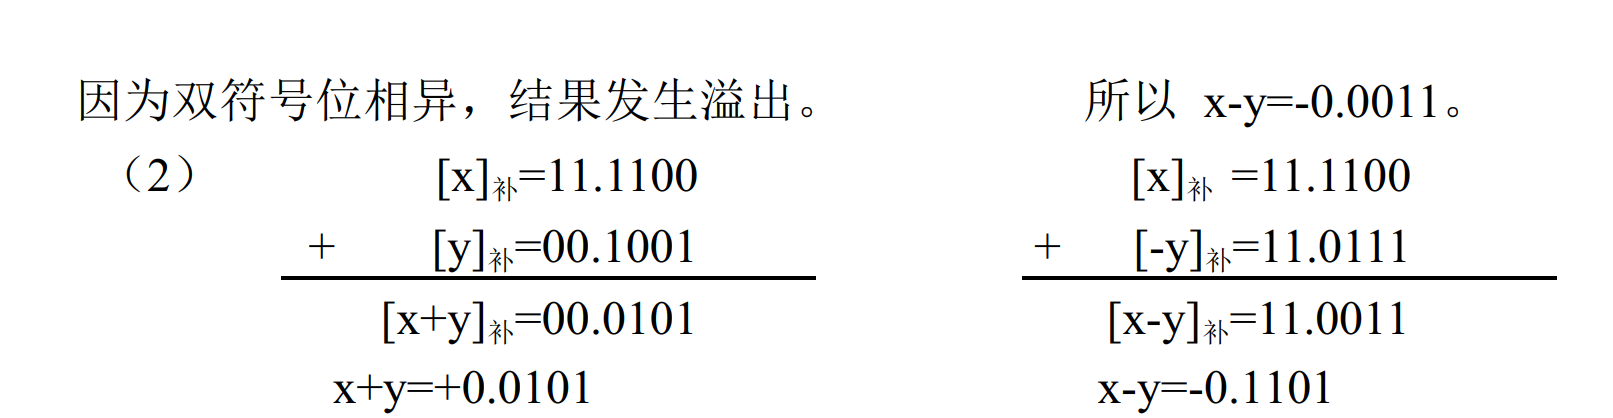 因为双符号位相异，结果发生溢出。 所以 x-y=-0.0011。
（2） [x]补=11.1100 [x]补 =11.1100
+ [y]补=00.1001 + [-y]补=11.0111
[x+y]补=00.0101 [x-y]补=11.0011
x+y=+0.0101 x-y=-0.1101